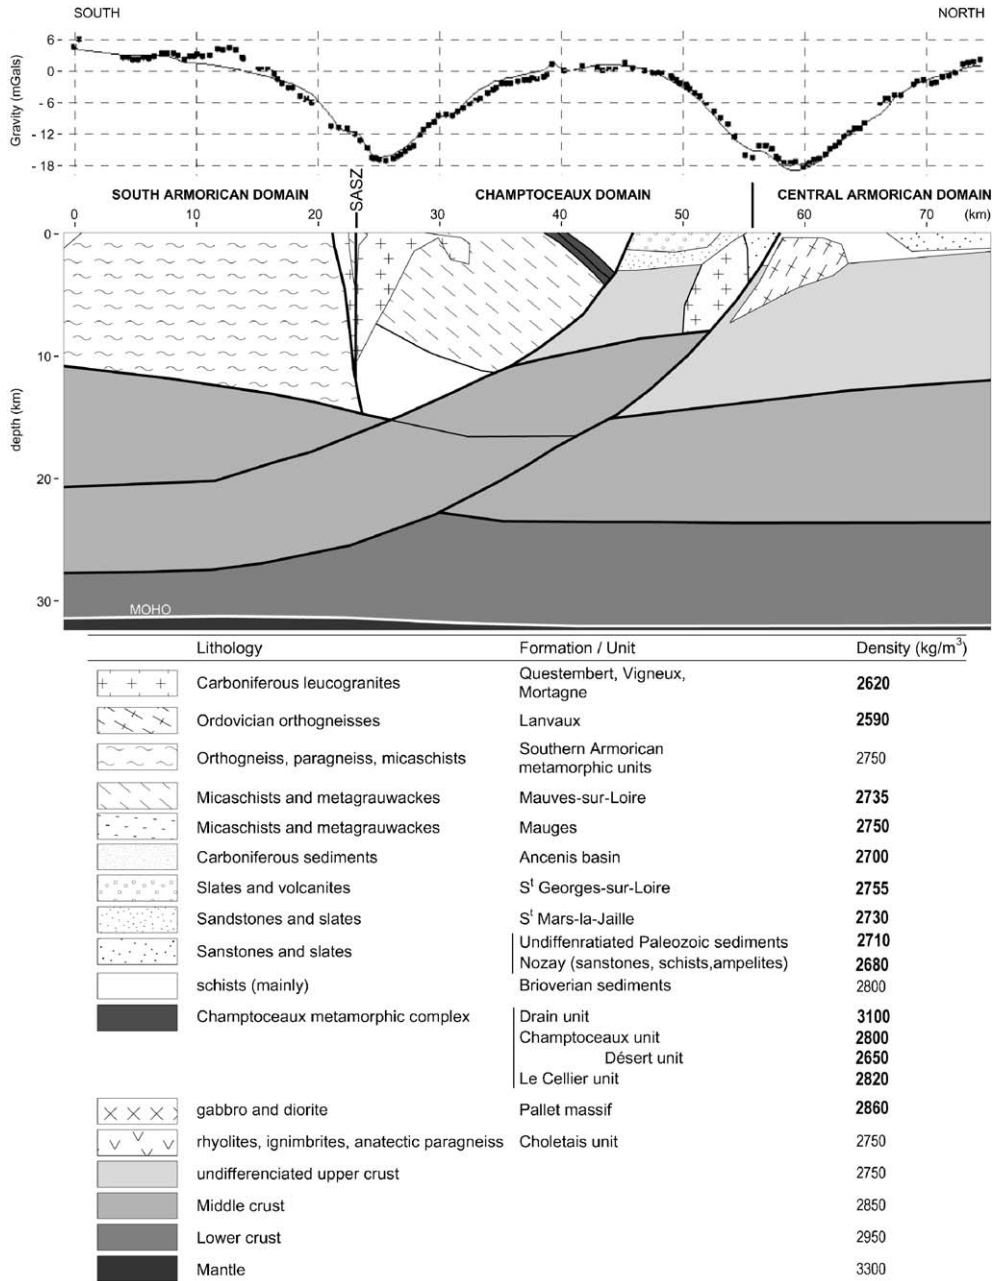 SOUTH
NORTH
6
0
-6
-12
-18
Gravity (mGals)
SOUTH ARMORICAN DOMAIN
SASZ
CHAMPTOCEAUX DOMAIN
CENTRAL ARMORICAN DOMAIN
0 10 20 30 40 50 60 70 (km)
0
10
20
30
depth (km)
MOHO
Lithology Formation / Unit Density (kg/m³)
Carboniferous leucogranites Questembert, Vigneux, Mortagne 2620
Ordovician orthogneisses Lanvaux 2590
Orthogneiss, paragneiss, micaschists Southern Armorican metamorphic units 2750
Micaschists and metagrauwackes Mauves-sur-Loire 2735
Micaschists and metagrauwackes Mauges 2750
Carboniferous sediments Ancenis basin 2700
Slates and volcanites Sᵗ Georges-sur-Loire 2755
Sandstones and slates Sᵗ Mars-la-Jaille 2730
Sanstones and slates Undiffenratiated Paleozoic sediments 2710
Nozay (sanstones, schists,ampelites) 2680
schists (mainly) Brioverian sediments 2800
Champtoceaux metamorphic complex Drain unit 3100
Champtoceaux unit 2800
Désert unit 2650
Le Cellier unit 2820
gabbro and diorite Pallet massif 2860
rhyolites, ignimbrites, anatectic paragneiss Choletais unit 2750
undifferenciated upper crust 2750
Middle crust 2850
Lower crust 2950
Mantle 3300